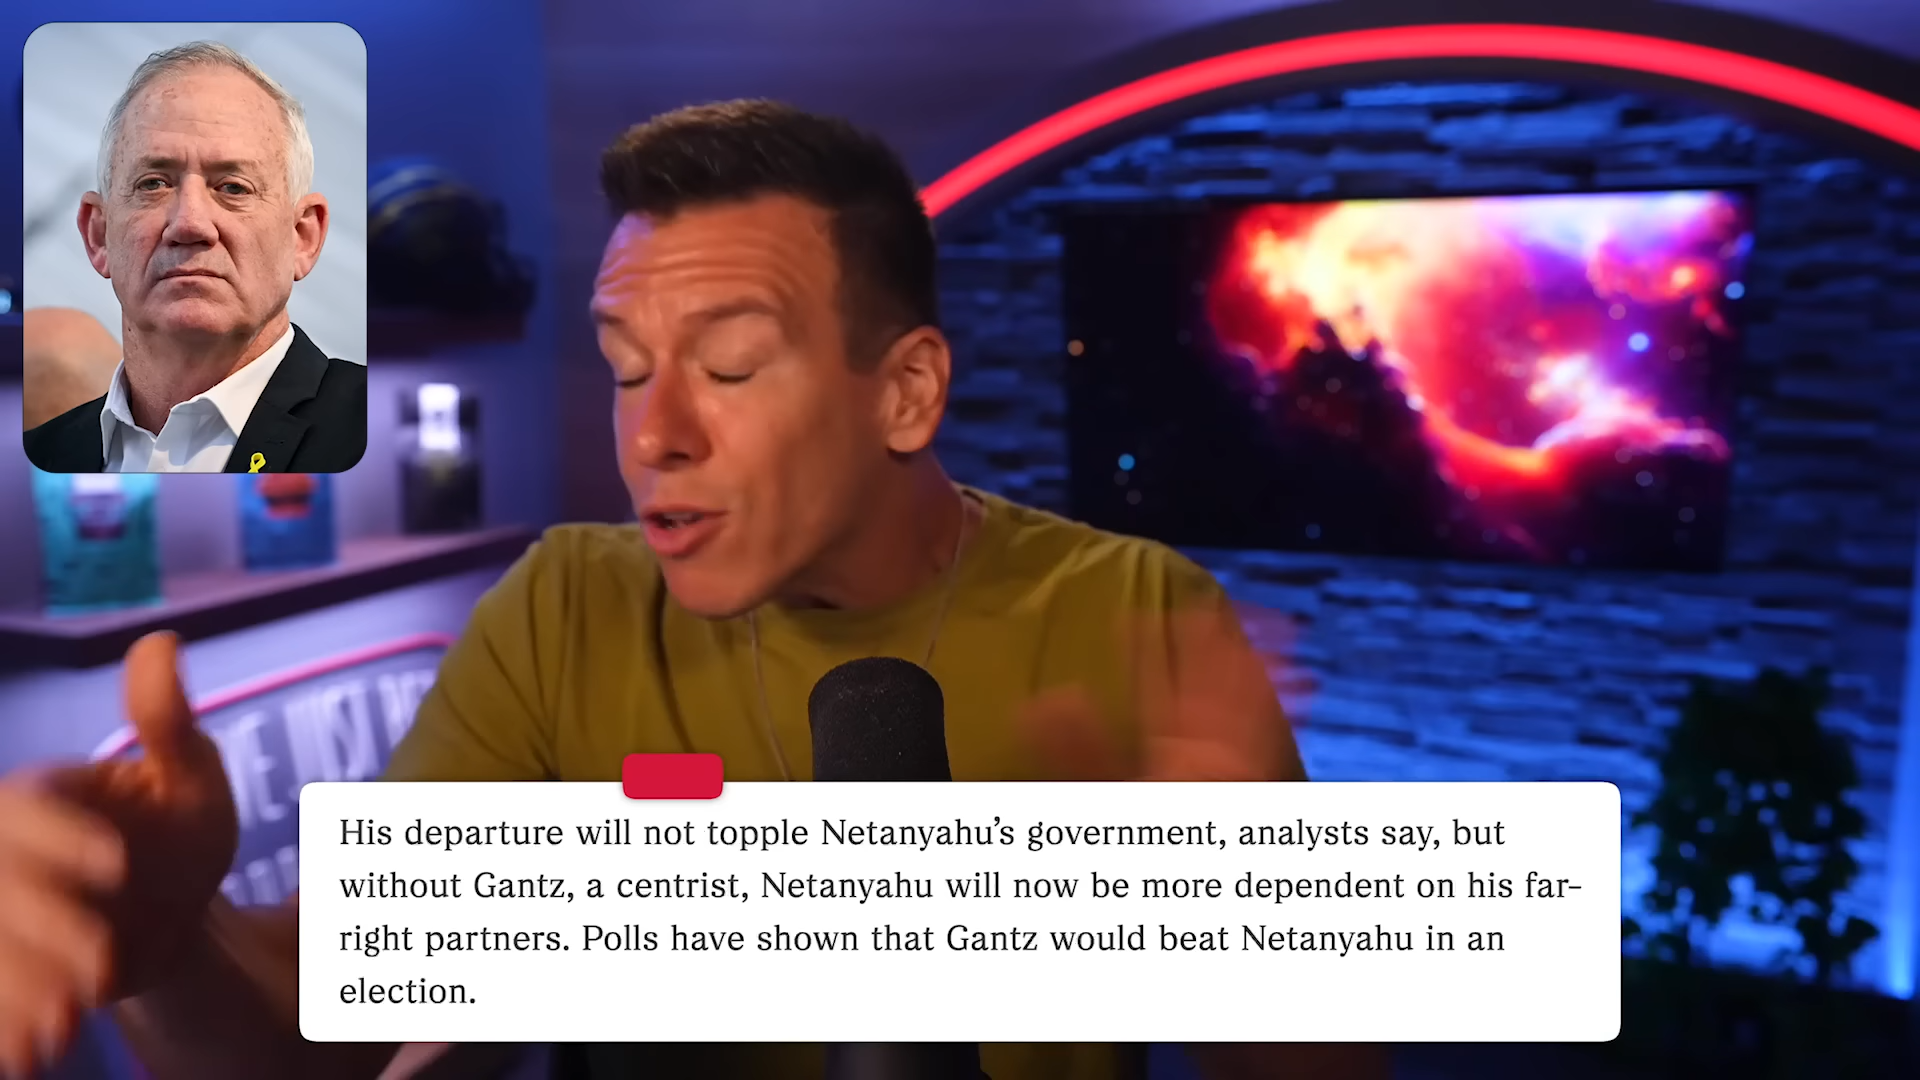 His departure will not topple Netanyahu’s government, analysts say, but
without Gantz, a centrist, Netanyahu will now be more dependent on his far-
right partners. Polls have shown that Gantz would beat Netanyahu in an
election.